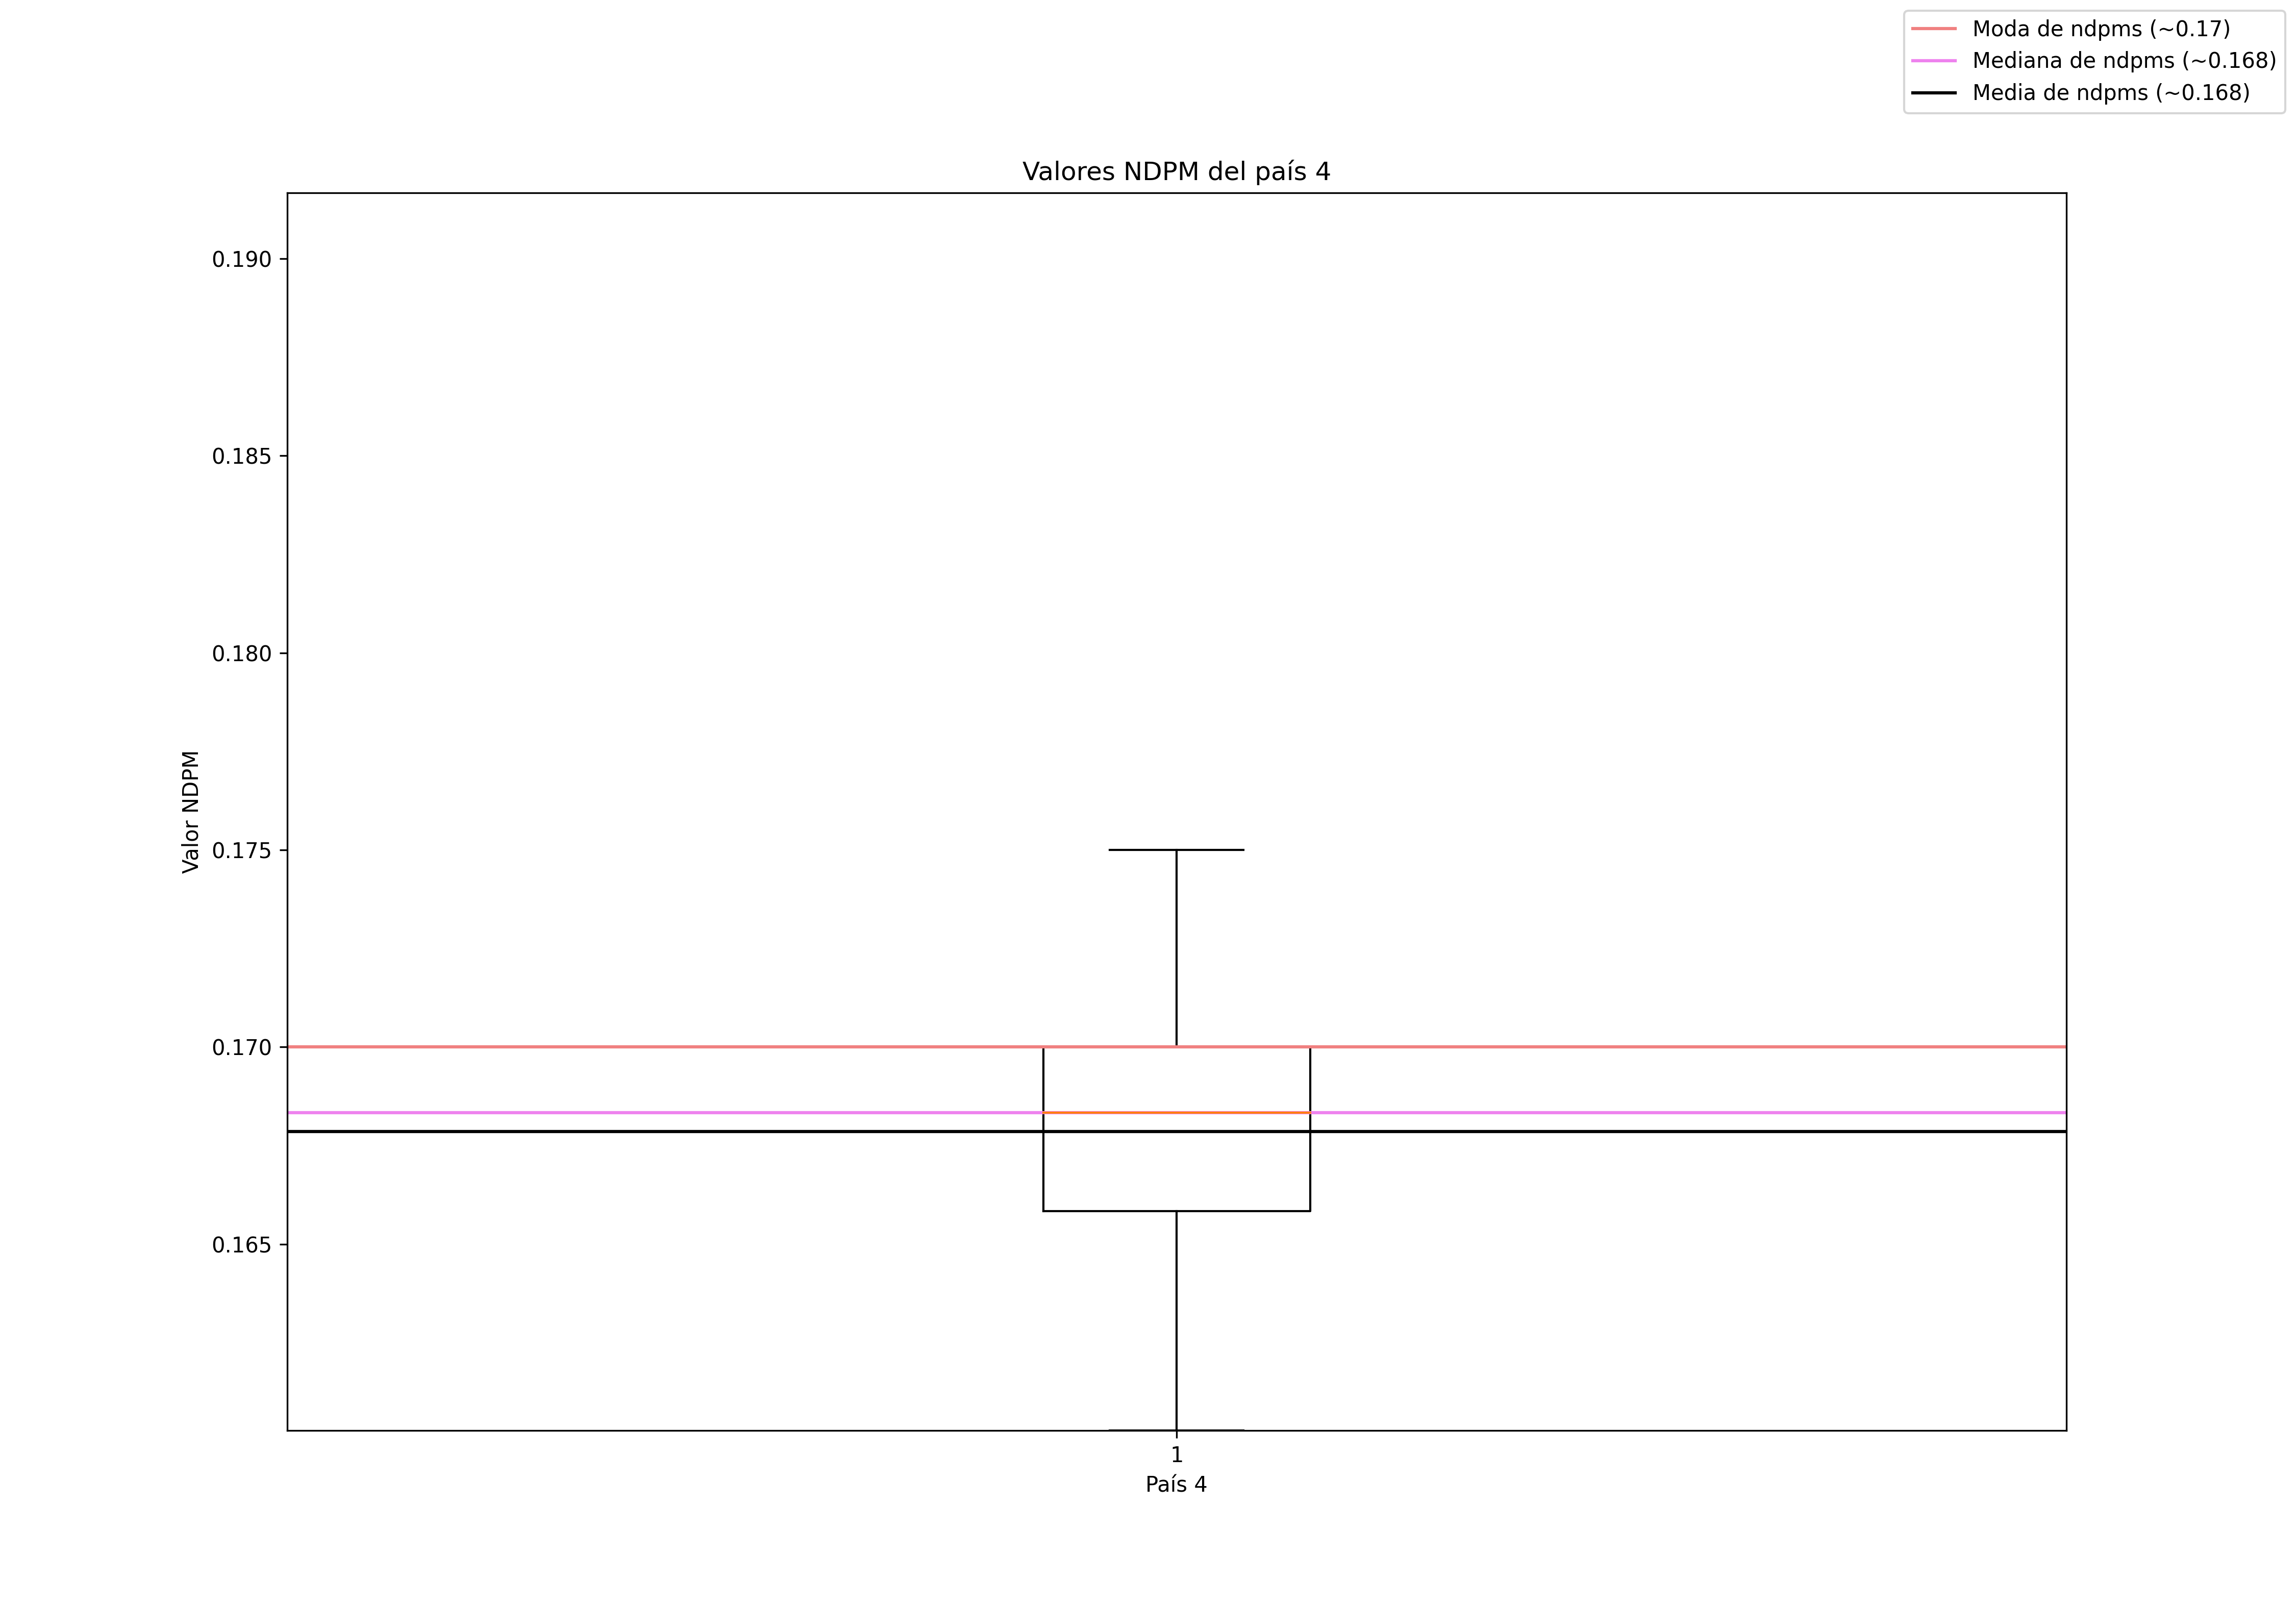 Moda de ndpms (~0.17)
Mediana de ndpms (~0.168)
Media de ndpms (~0.168)
Valores NDPM del país 4
0.190
0.185
0.180
0.175
0.170
0.165
Valor NDPM
1
País 4